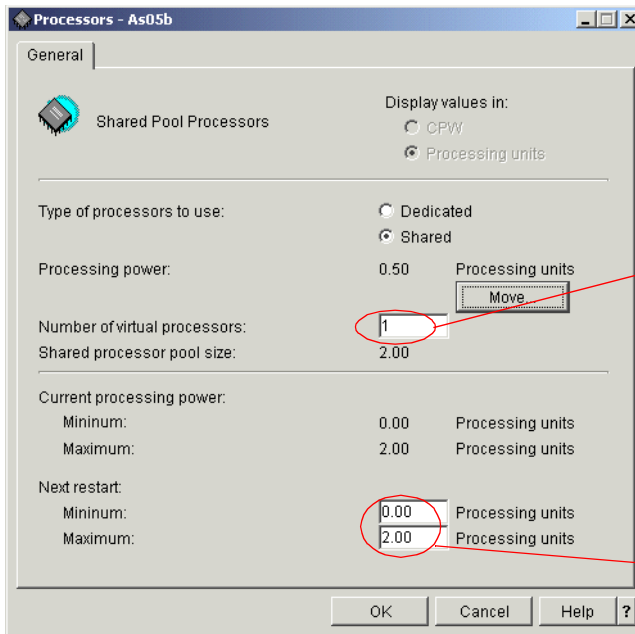 Processors - As05b
General
Shared Pool Processors
Display values in:
CPW
Processing units
Type of processors to use:
Dedicated
Shared
Processing power: 0.50 Processing units
Move...
Number of virtual processors: 1
Shared processor pool size: 2.00
Current processing power:
Mininum: 0.00 Processing units
Maximum: 2.00 Processing units
Next restart:
Mininum: 0.00 Processing units
Maximum: 2.00 Processing units
OK Cancel Help ?